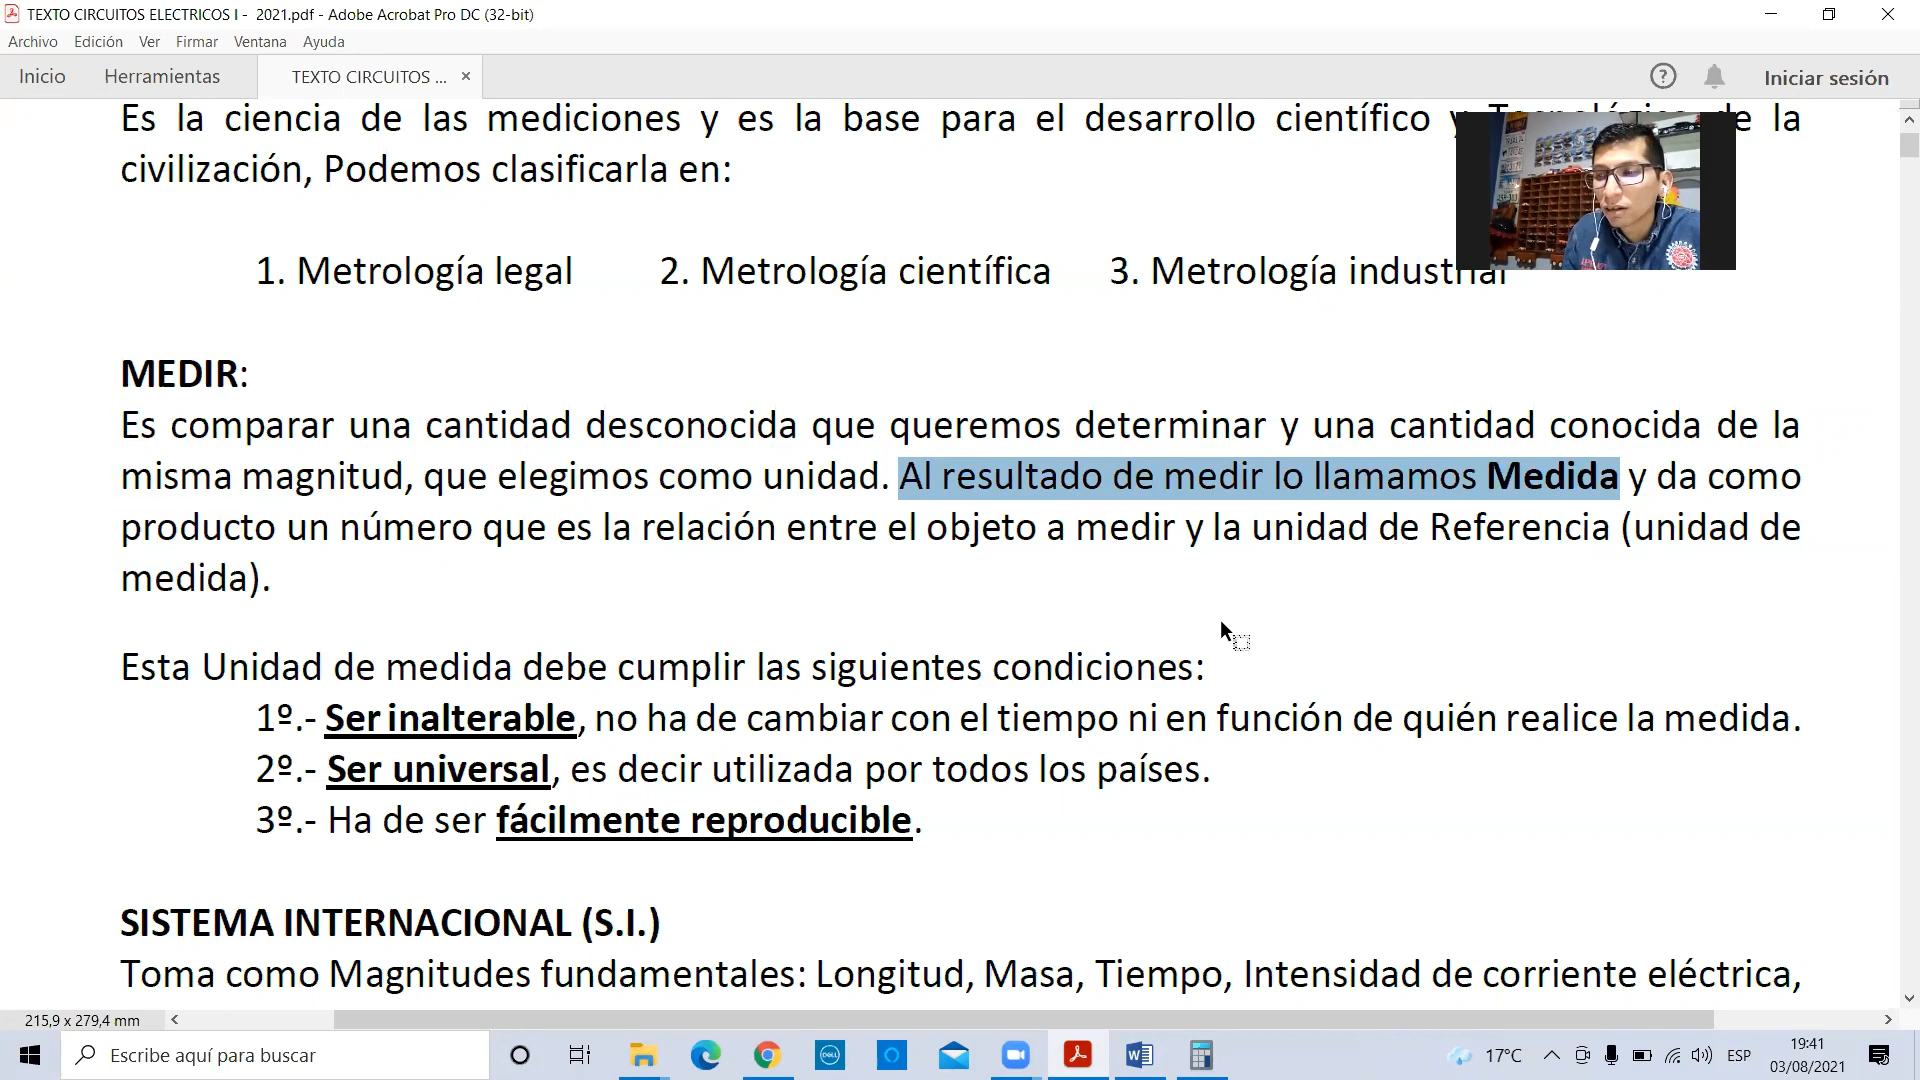 TEXTO CIRCUITOS ELECTRICOS I - 2021.pdf - Adobe Acrobat Pro DC (32-bit)
Archivo Edición Ver Firmar Ventana Ayuda
Inicio Herramientas TEXTO CIRCUITOS ... × Iniciar sesión
Es la ciencia de las mediciones y es la base para el desarrollo científico y de la
civilización, Podemos clasificarla en:
1. Metrología legal 2. Metrología científica 3. Metrología industrial
MEDIR:
Es comparar una cantidad desconocida que queremos determinar y una cantidad conocida de la
misma magnitud, que elegimos como unidad. Al resultado de medir lo llamamos Medida y da como
producto un número que es la relación entre el objeto a medir y la unidad de Referencia (unidad de
medida).
Esta Unidad de medida debe cumplir las siguientes condiciones:
1º.- Ser inalterable, no ha de cambiar con el tiempo ni en función de quién realice la medida.
2º.- Ser universal, es decir utilizada por todos los países.
3º.- Ha de ser fácilmente reproducible.
SISTEMA INTERNACIONAL (S.I.)
Toma como Magnitudes fundamentales: Longitud, Masa, Tiempo, Intensidad de corriente eléctrica,
215,9 x 279,4 mm
Escribe aquí para buscar
DELL
17°C
ESP
19:41
03/08/2021